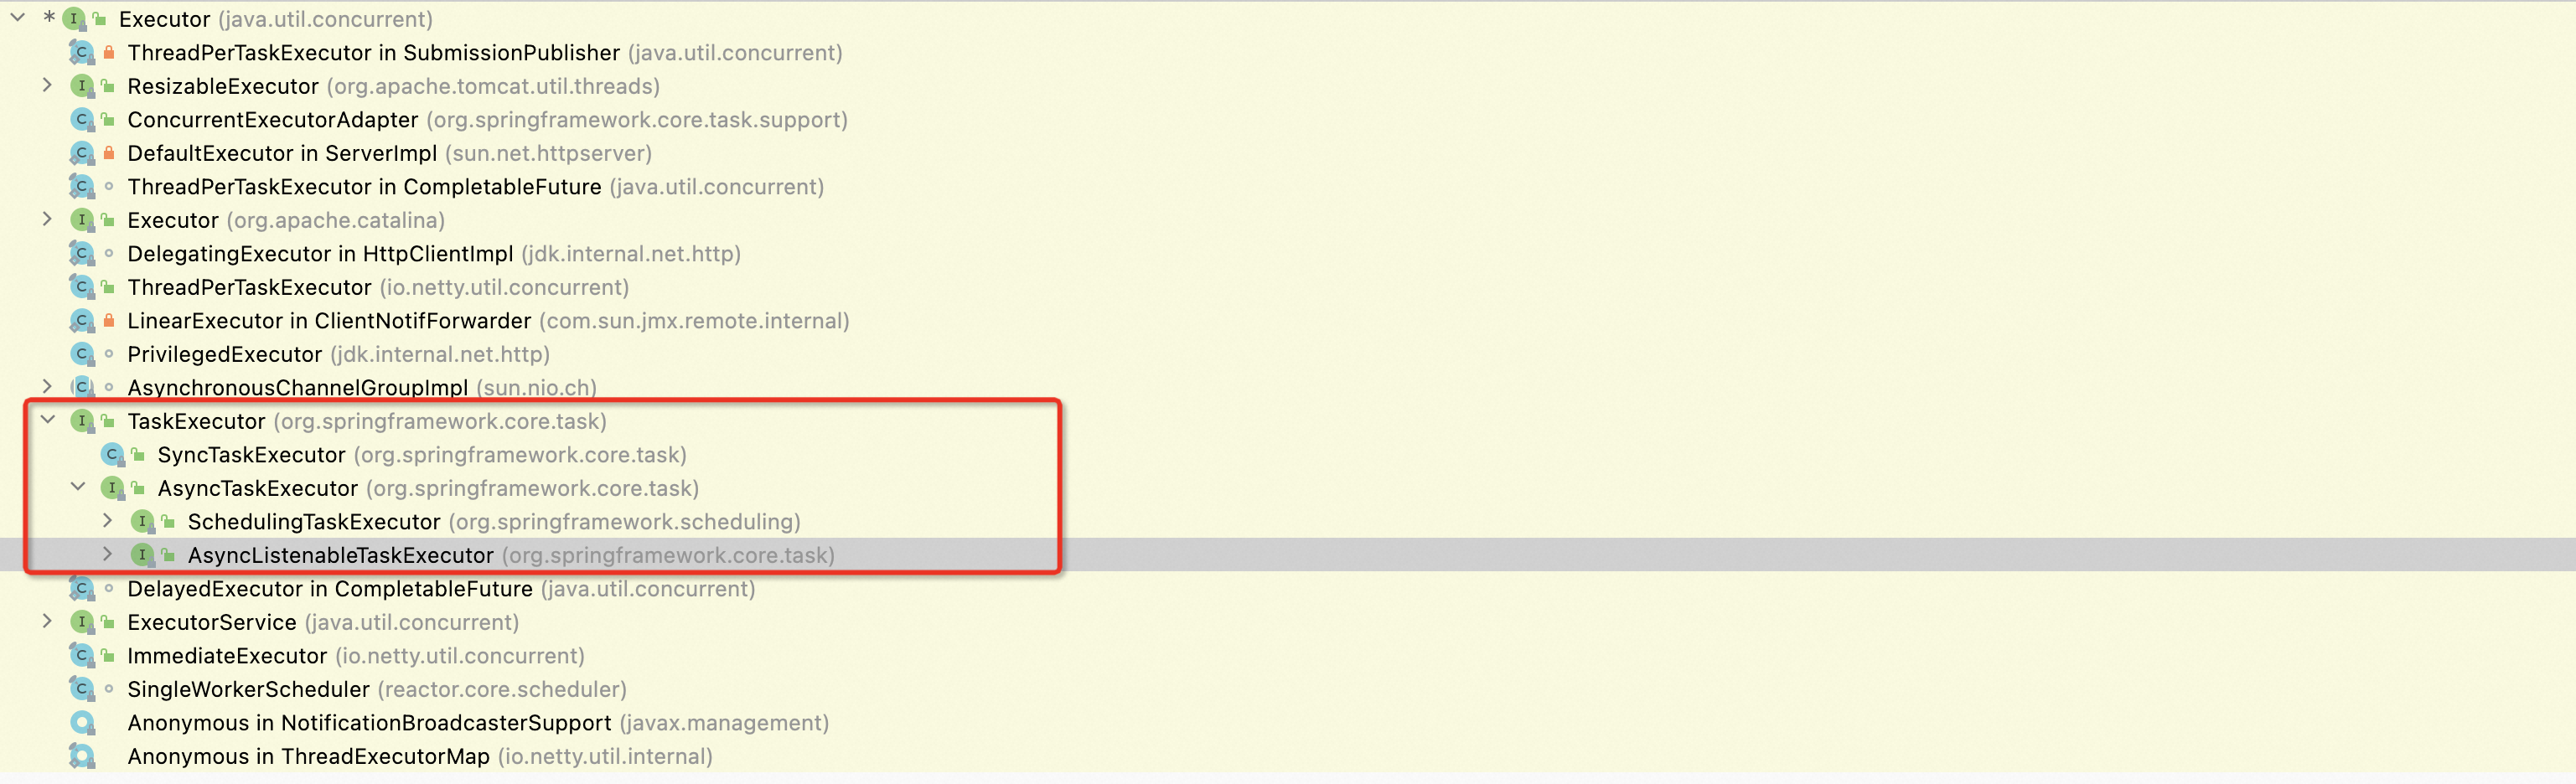 * I Executor (java.util.concurrent)
C ThreadPerTaskExecutor in SubmissionPublisher (java.util.concurrent)
I ResizableExecutor (org.apache.tomcat.util.threads)
C ConcurrentExecutorAdapter (org.springframework.core.task.support)
C DefaultExecutor in ServerImpl (sun.net.httpserver)
C ThreadPerTaskExecutor in CompletableFuture (java.util.concurrent)
I Executor (org.apache.catalina)
C DelegatingExecutor in HttpClientImpl (jdk.internal.net.http)
C ThreadPerTaskExecutor (io.netty.util.concurrent)
C LinearExecutor in ClientNotifForwarder (com.sun.jmx.remote.internal)
C PrivilegedExecutor (jdk.internal.net.http)
C AsynchronousChannelGroupImpl (sun.nio.ch)
I TaskExecutor (org.springframework.core.task)
C SyncTaskExecutor (org.springframework.core.task)
I AsyncTaskExecutor (org.springframework.core.task)
I SchedulingTaskExecutor (org.springframework.scheduling)
I AsyncListenableTaskExecutor (org.springframework.core.task)
C DelayedExecutor in CompletableFuture (java.util.concurrent)
I ExecutorService (java.util.concurrent)
C ImmediateExecutor (io.netty.util.concurrent)
C SingleWorkerScheduler (reactor.core.scheduler)
Anonymous in NotificationBroadcasterSupport (javax.management)
Anonymous in ThreadExecutorMap (io.netty.util.internal)